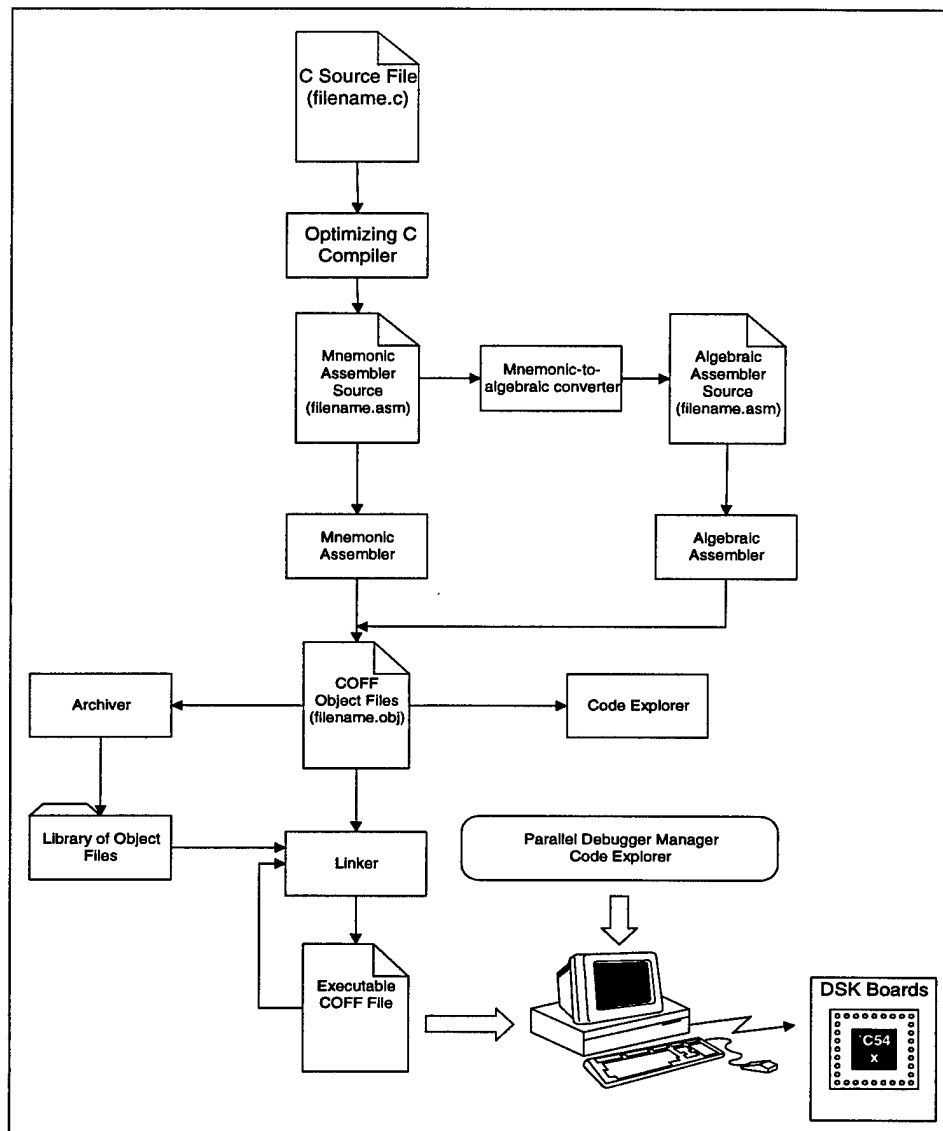 C Source File
(filename.c)
Optimizing C
Compiler
Mnemonic
Assembler
Source
(filename.asm)
Mnemonic-to-
algebraic converter
Algebraic
Assembler
Source
(filename.asm)
Mnemonic
Assembler
Algebraic
Assembler
Archiver
COFF
Object Files
(filename.obj)
Code Explorer
Library of Object
Files
Linker
Parallel Debugger Manager
Code Explorer
Executable
COFF File
DSK Boards
'C54
x